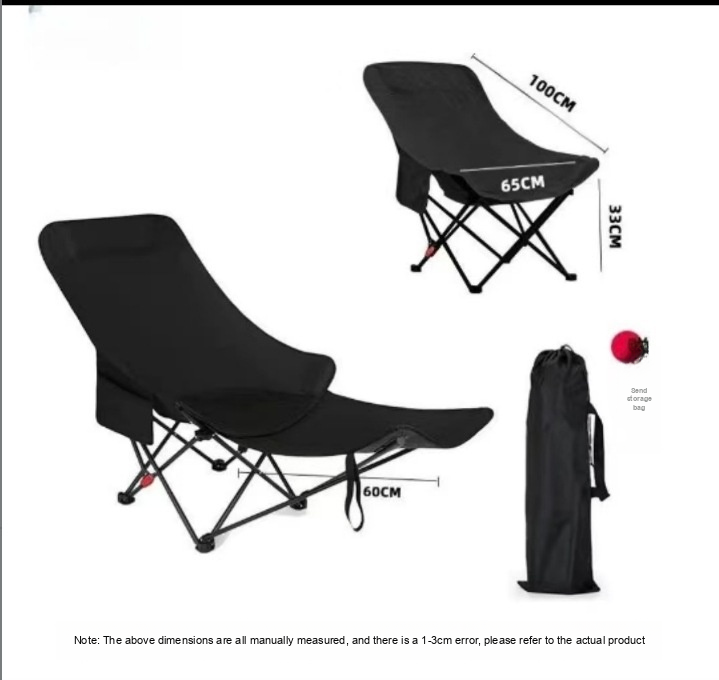 100CM
65CM
33CM
Send
storage
bag
60CM
Note: The above dimensions are all manually measured, and there is a 1-3cm error, please refer to the actual product